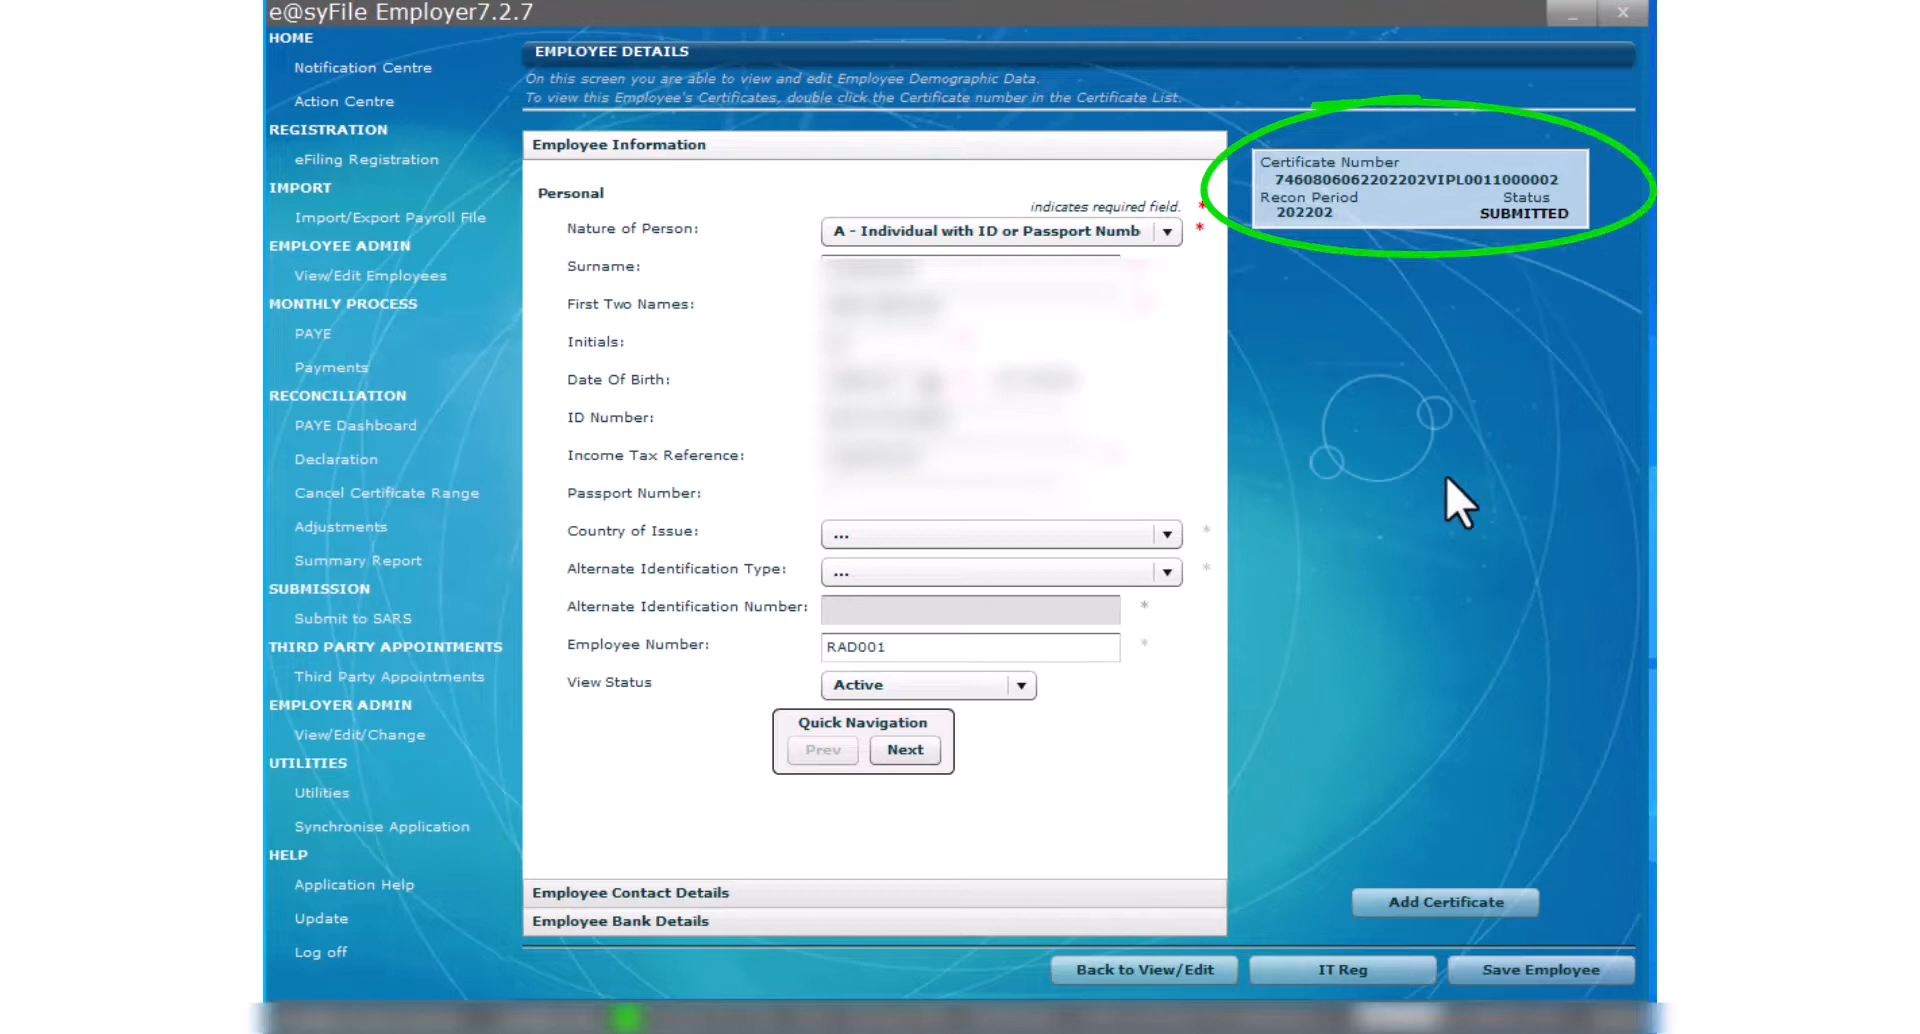 e@syFile Employer7.2.7
_ X
HOME
Notification Centre
Action Centre
REGISTRATION
eFiling Registration
IMPORT
Import/Export Payroll File
EMPLOYEE ADMIN
View/Edit Employees
MONTHLY PROCESS
PAYE
Payments
RECONCILIATION
PAYE Dashboard
Declaration
Cancel Certificate Range
Adjustments
Summary Report
SUBMISSION
Submit to SARS
THIRD PARTY APPOINTMENTS
Third Party Appointments
EMPLOYER ADMIN
View/Edit/Change
UTILITIES
Utilities
Synchronise Application
HELP
Application Help
Update
Log off
EMPLOYEE DETAILS
On this screen you are able to view and edit Employee Demographic Data.
To view this Employee's Certificates, double click the Certificate number in the Certificate List.
Employee Information
Personal
indicates required field. *
Nature of Person: A - Individual with ID or Passport Numb *
Surname:
First Two Names:
Initials:
Date Of Birth:
ID Number:
Income Tax Reference:
Passport Number:
Country of Issue: ... *
Alternate Identification Type: ... *
Alternate Identification Number: *
Employee Number: RAD001 *
View Status Active
Quick Navigation
Prev Next
Employee Contact Details
Employee Bank Details
Certificate Number
7460806062202202VIPL0011000002
Recon Period Status
202202 SUBMITTED
Add Certificate
Back to View/Edit IT Reg Save Employee